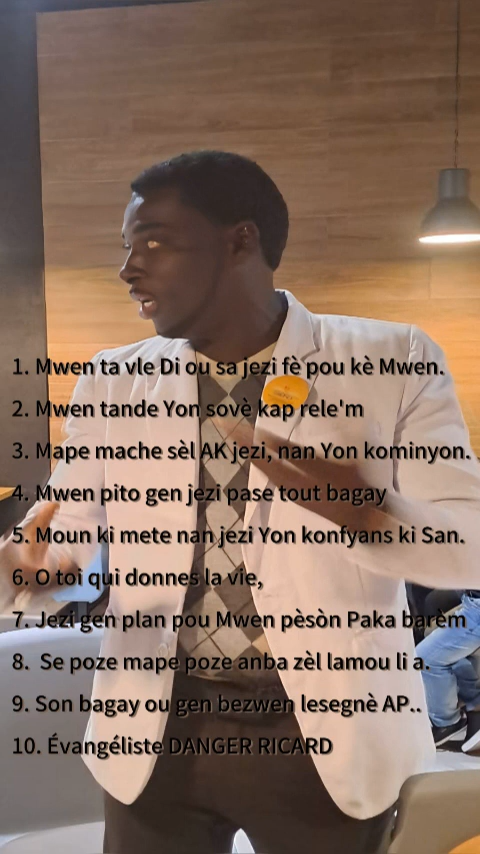 1. Mwen ta vle Di ou sa jezi fè pou kè Mwen.
2. Mwen tande Yon sovè kap rele'm
3. Mape mache sèl AK jezi, nan Yon kominyon.
4. Mwen pito gen jezi pase tout bagay
5. Moun ki mete nan jezi Yon konfyans ki San.
6. O toi qui donnes la vie,
7. Jezi gen plan pou Mwen pèsòn Paka barèm
8. Se poze mape poze anba zèl lamou li a.
9. Son bagay ou gen bezwen lesegnè AP..
10. Évangéliste DANGER RICARD